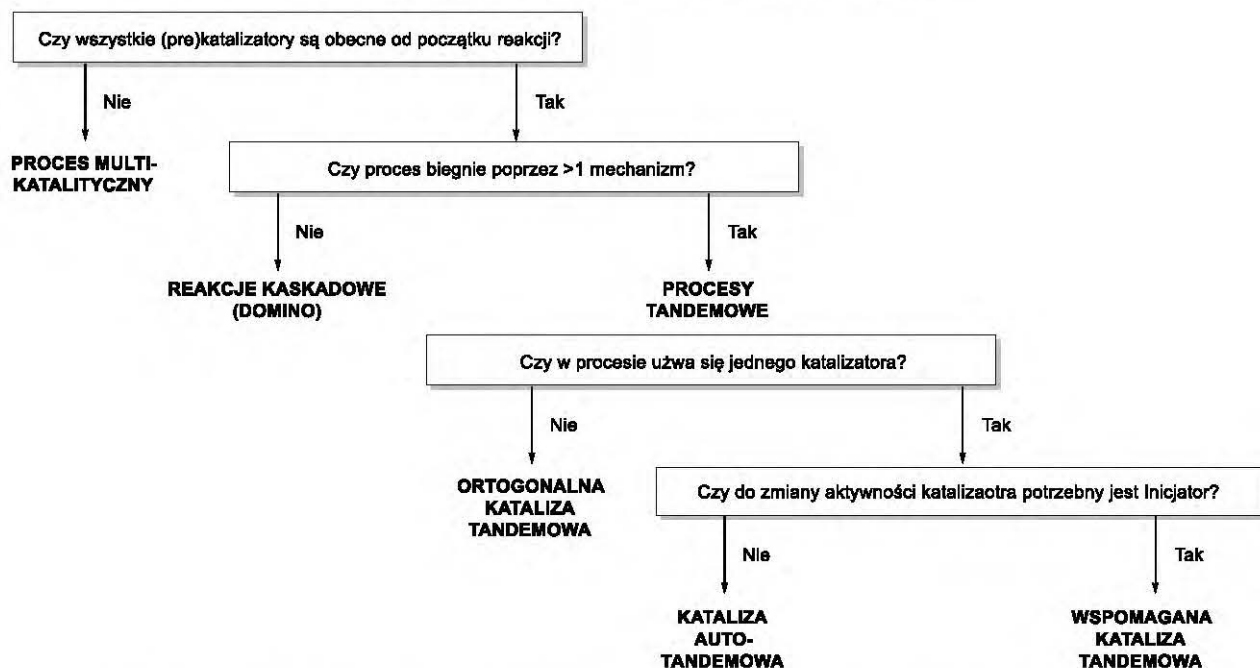 Czy wszystkie (pre)katalizatory są obecne od początku reakcji?
Nie
Tak
PROCES MULTI-
KATALITYCZNY
Czy proces biegnie poprzez >1 mechanizm?
Nie
Tak
REAKCJE KASKADOWE
(DOMINO)
PROCESY
TANDEMOWE
Czy w procesie użwa się jednego katalizatora?
Nie
Tak
ORTOGONALNA
KATALIZA
TANDEMOWA
Czy do zmiany aktywności katalizaotra potrzebny jest Inicjator?
Nie
Tak
KATALIZA
AUTO-
TANDEMOWA
WSPOMAGANA
KATALIZA
TANDEMOWA